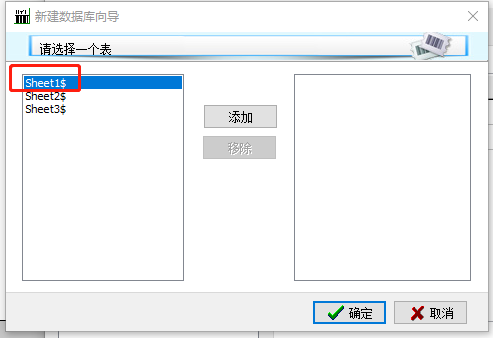 新建数据库向导
请选择一个表
Sheet1$
Sheet2$
Sheet3$
添加
移除
确定
取消